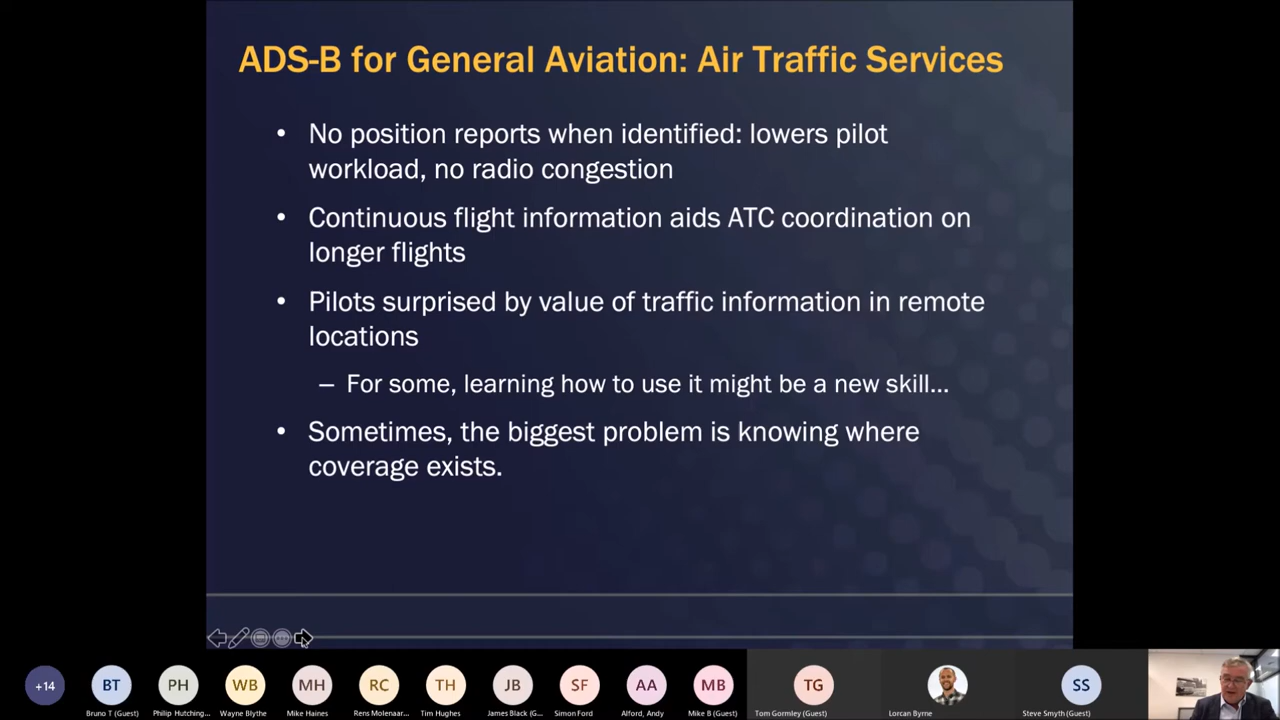 ADS-B for General Aviation: Air Traffic Services
• No position reports when identified: lowers pilot
workload, no radio congestion
• Continuous flight information aids ATC coordination on
longer flights
• Pilots surprised by value of traffic information in remote
locations
– For some, learning how to use it might be a new skill...
• Sometimes, the biggest problem is knowing where
coverage exists.
+14 BT PH WB MH RC TH JB SF AA MB TG SS
Bruno T (Guest) Philip Hutching... Wayne Blythe Mike Haines Rens Molenaar... Tim Hughes James Black (G... Simon Ford Alford, Andy Mike B (Guest) Tom Gormley (Guest) Lorcan Byrne Steve Smyth (Guest)